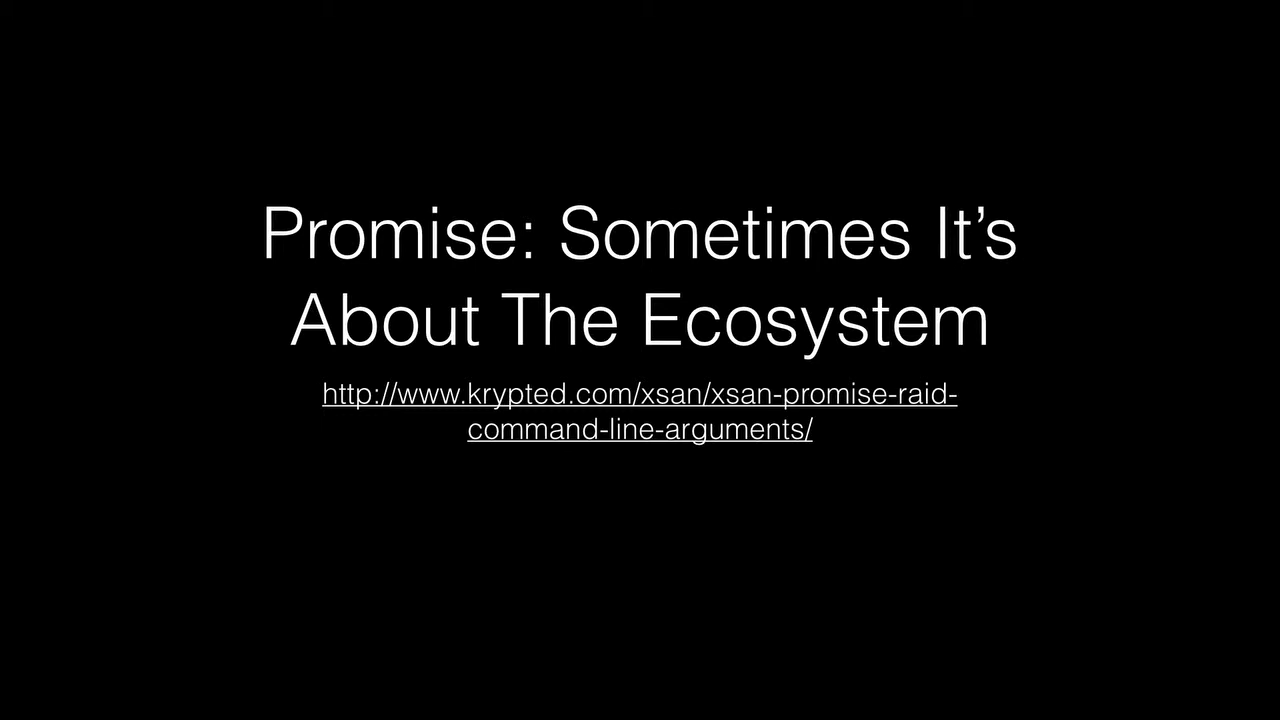 Promise: Sometimes It’s
About The Ecosystem
http://www.krypted.com/xsan/xsan-promise-raid-
command-line-arguments/